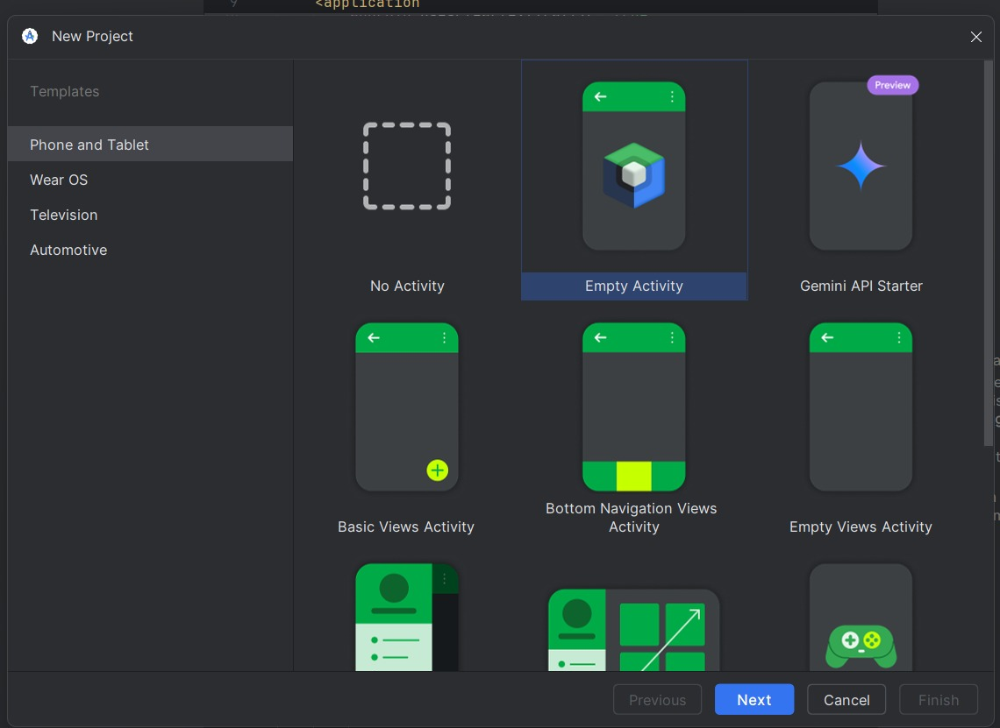 9
<application
New Project
Templates
Phone and Tablet
Wear OS
Television
Automotive
No Activity
Empty Activity
Preview
Gemini API Starter
Basic Views Activity
Bottom Navigation Views
Activity
Empty Views Activity
Previous
Next
Cancel
Finish